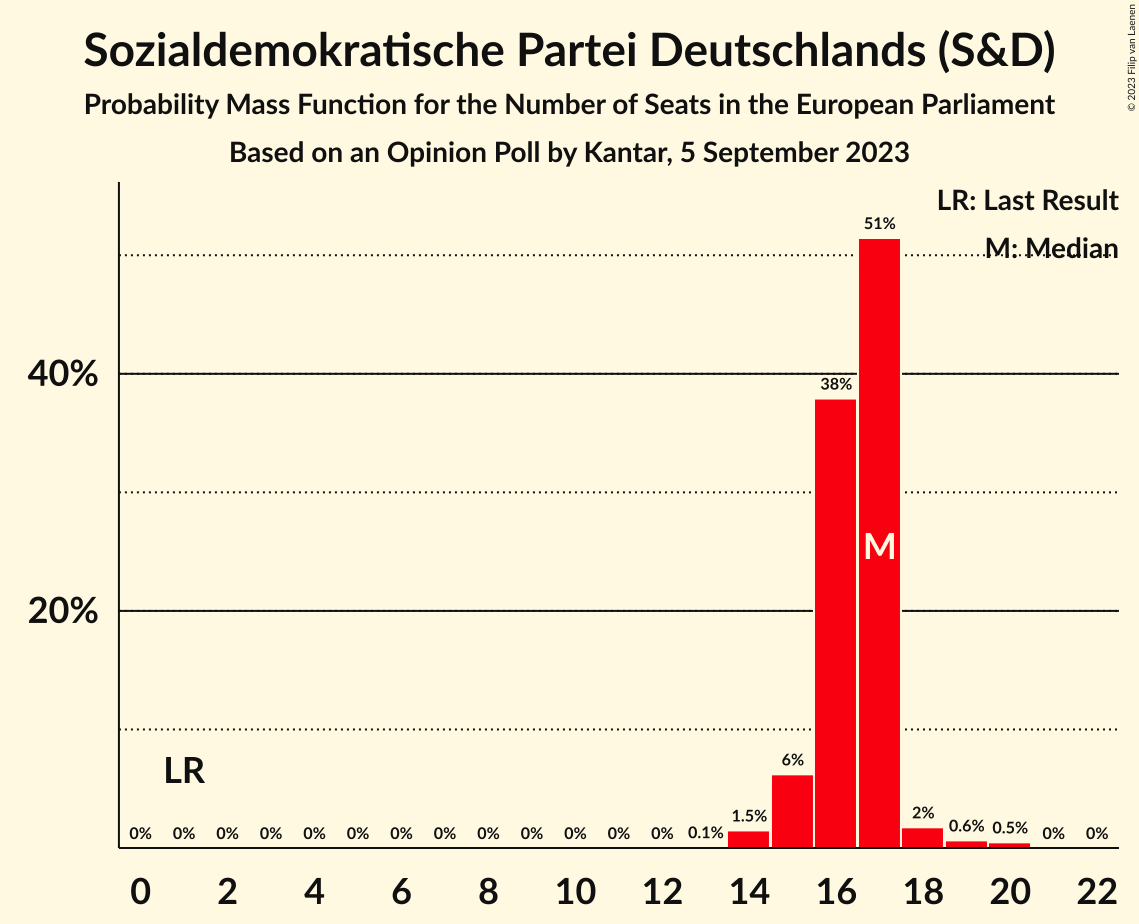 Sozialdemokratische Partei Deutschlands (S&D)
Probability Mass Function for the Number of Seats in the European Parliament
Based on an Opinion Poll by Kantar, 5 September 2023
© 2023 Filip van Laenen
LR: Last Result
M: Median
51%
40%
38%
M
20%
LR
6%
0% 0% 0% 0% 0% 0% 0% 0% 0% 0% 0% 0% 0% 0.1% 1.5% 2% 0.6% 0.5% 0% 0%
0 2 4 6 8 10 12 14 16 18 20 22